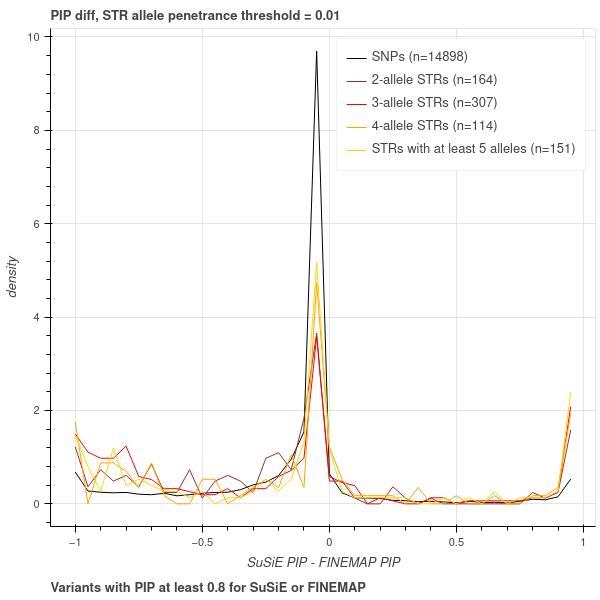 PIP diff, STR allele penetrance threshold = 0.01
10
8
6
4
2
0
density
SNPs (n=14898)
2-allele STRs (n=164)
3-allele STRs (n=307)
4-allele STRs (n=114)
STRs with at least 5 alleles (n=151)
−1
−0.5
0
0.5
1
SuSiE PIP - FINEMAP PIP
Variants with PIP at least 0.8 for SuSiE or FINEMAP